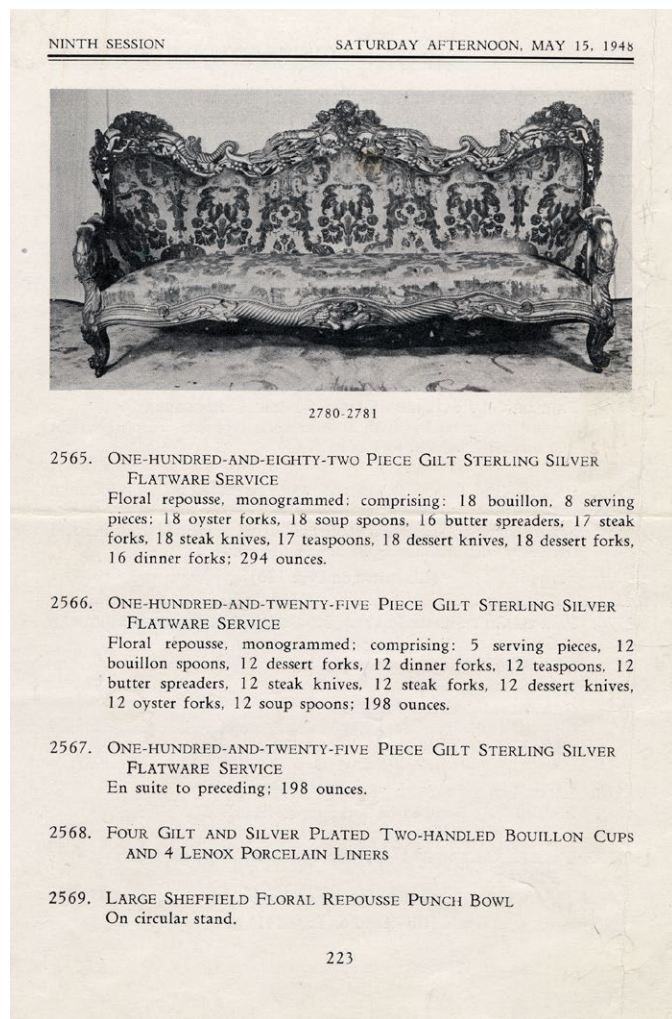 NINTH SESSION SATURDAY AFTERNOON, MAY 15, 1948
2780-2781
2565. ONE-HUNDRED-AND-EIGHTY-TWO PIECE GILT STERLING SILVER
FLATWARE SERVICE
Floral repousse, monogrammed; comprising: 18 bouillon, 8 serving
pieces; 18 oyster forks, 18 soup spoons, 16 butter spreaders, 17 steak
forks, 18 steak knives, 17 teaspoons, 18 dessert knives, 18 dessert forks,
16 dinner forks; 294 ounces.
2566. ONE-HUNDRED-AND-TWENTY-FIVE PIECE GILT STERLING SILVER
FLATWARE SERVICE
Floral repousse, monogrammed; comprising: 5 serving pieces, 12
bouillon spoons, 12 dessert forks, 12 dinner forks, 12 teaspoons, 12
butter spreaders, 12 steak knives, 12 steak forks, 12 dessert knives,
12 oyster forks, 12 soup spoons; 198 ounces.
2567. ONE-HUNDRED-AND-TWENTY-FIVE PIECE GILT STERLING SILVER
FLATWARE SERVICE
En suite to preceding; 198 ounces.
2568. FOUR GILT AND SILVER PLATED TWO-HANDLED BOUILLON CUPS
AND 4 LENOX PORCELAIN LINERS
2569. LARGE SHEFFIELD FLORAL REPOUSSE PUNCH BOWL
On circular stand.
223